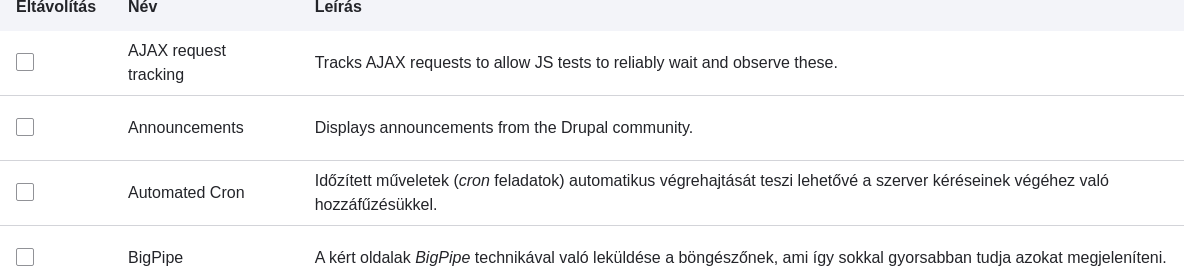 Eltávolítás Név Leírás
AJAX request
tracking
Tracks AJAX requests to allow JS tests to reliably wait and observe these.
Announcements Displays announcements from the Drupal community.
Automated Cron
Időzített műveletek (cron feladatok) automatikus végrehajtását teszi lehetővé a szerver kéréseinek végéhez való
hozzáfűzésükkel.
BigPipe A kért oldalak BigPipe technikával való leküldése a böngészőnek, ami így sokkal gyorsabban tudja azokat megjeleníteni.